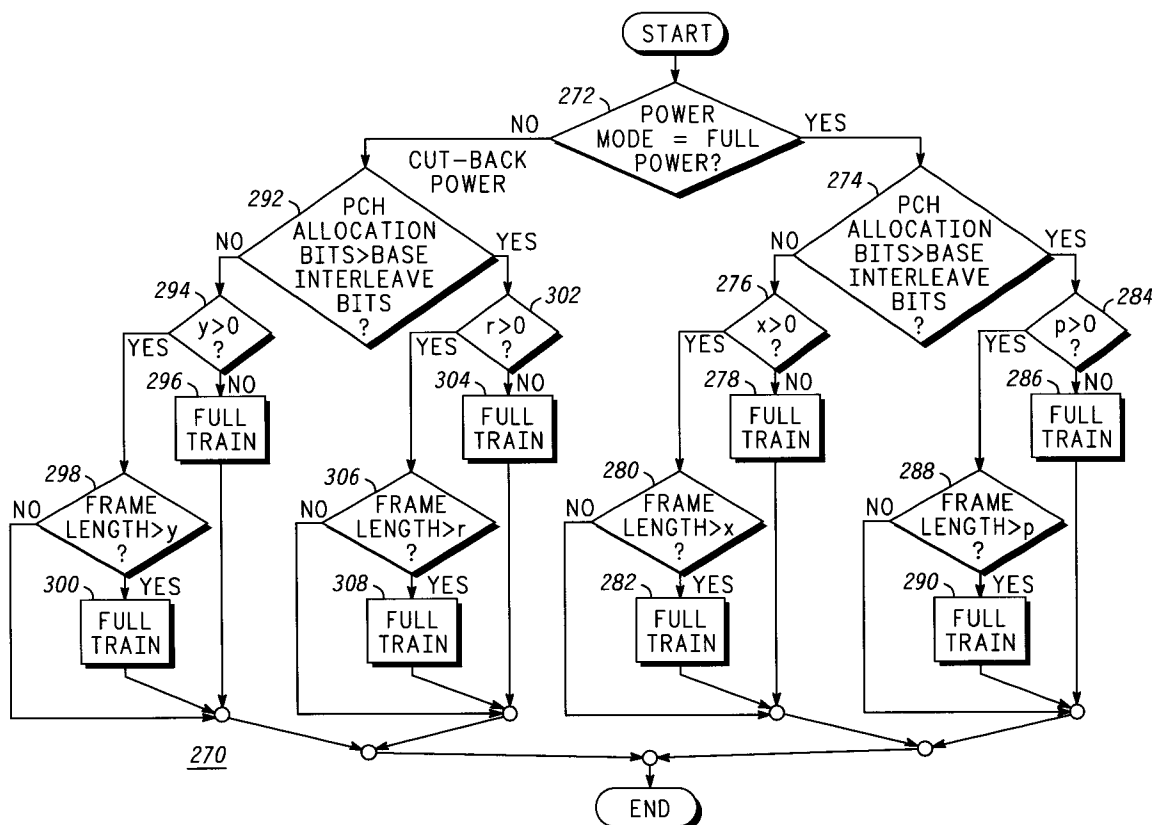 START
272
POWER
MODE = FULL
POWER?
NO
YES
CUT-BACK
POWER
292
PCH
ALLOCATION
BITS>BASE
INTERLEAVE
BITS
?
NO
YES
274
PCH
ALLOCATION
BITS>BASE
INTERLEAVE
BITS
?
NO
YES
294
y>0
?
YES
NO
302
r>0
?
YES
NO
276
x>0
?
YES
NO
284
p>0
?
YES
NO
296
FULL
TRAIN
304
FULL
TRAIN
278
FULL
TRAIN
286
FULL
TRAIN
298
NO
FRAME
LENGTH>y
?
YES
306
NO
FRAME
LENGTH>r
?
YES
280
NO
FRAME
LENGTH>x
?
YES
288
NO
FRAME
LENGTH>p
?
YES
300
FULL
TRAIN
308
FULL
TRAIN
282
FULL
TRAIN
290
FULL
TRAIN
270
END